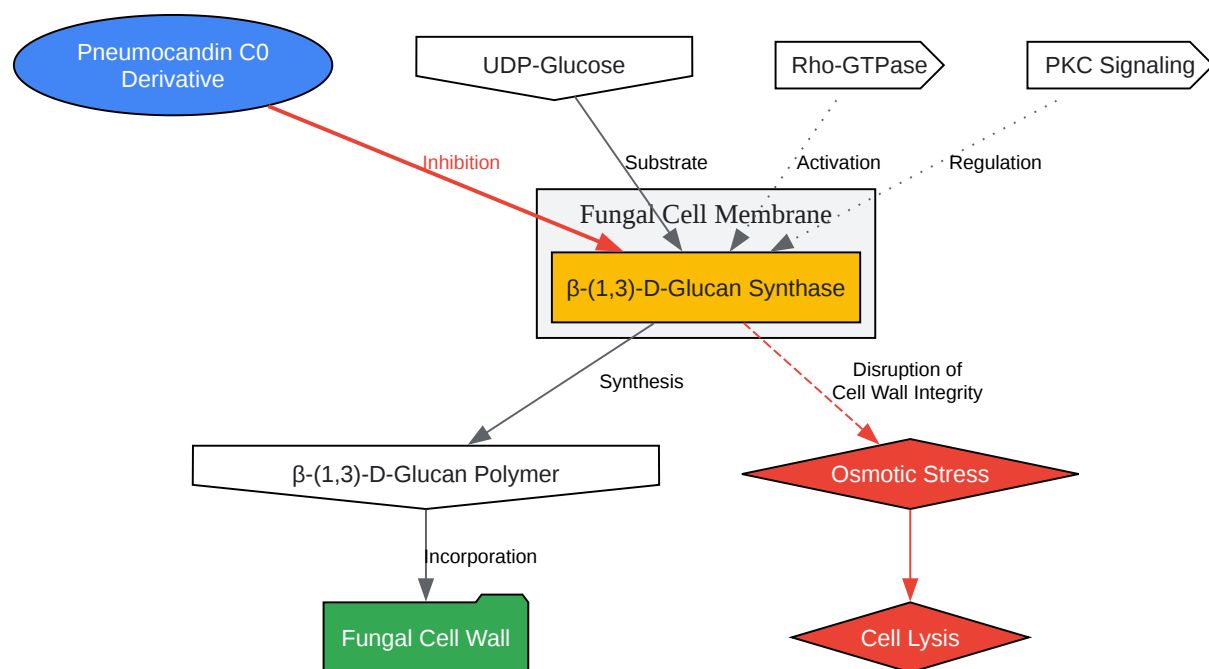 Pneumocandin C0
Derivative
UDP-Glucose
Rho-GTPase
PKC Signaling
Inhibition
Substrate
Activation
Regulation
Fungal Cell Membrane
β-(1,3)-D-Glucan Synthase
Synthesis
Disruption of
Cell Wall Integrity
β-(1,3)-D-Glucan Polymer
Osmotic Stress
Incorporation
Fungal Cell Wall
Cell Lysis